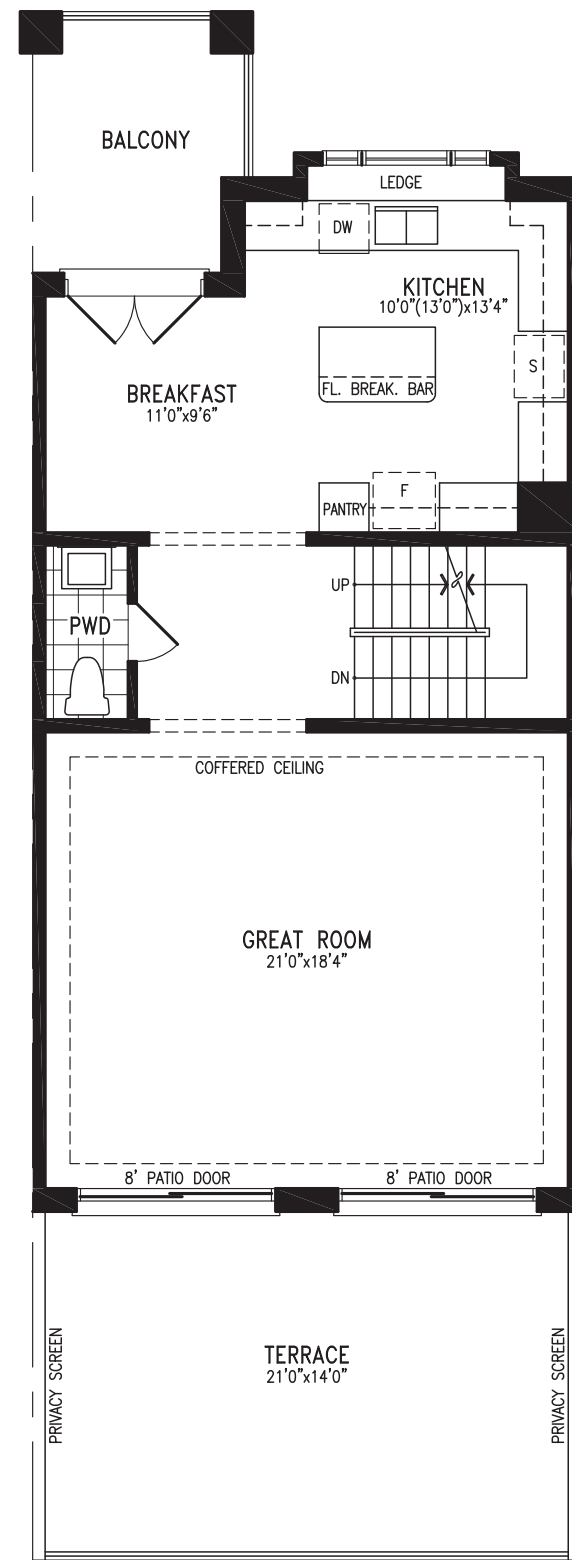 BALCONY
LEDGE
DW
KITCHEN
10'0"(13'0")x13'4"
S
BREAKFAST
11'0"x9'6"
FL. BREAK. BAR
PANTRY
F
UP
PWD
DN
COFFERED CEILING
GREAT ROOM
21'0"x18'4"
8' PATIO DOOR
8' PATIO DOOR
PRIVACY SCREEN
TERRACE
21'0"x14'0"
PRIVACY SCREEN